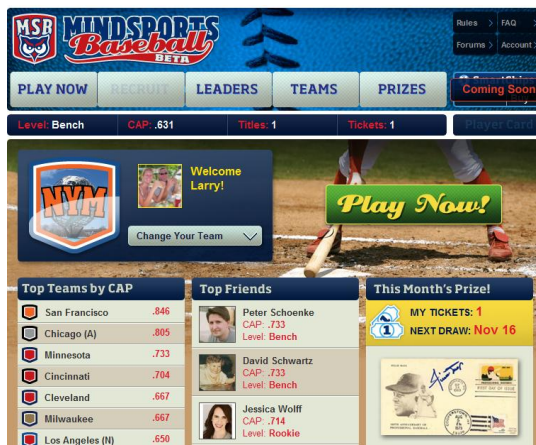 MSB
MINDSPORTS
Baseball
BETA
Rules > FAQ >
Forums > Account
PLAY NOW
RECRUIT
LEADERS
TEAMS
PRIZES
Coming Soon
Level: Bench
CAP: .631
Titles: 1
Tickets: 1
Player Card
NYM
Welcome
Larry!
Change Your Team
Play Now!
Top Teams by CAP
San Francisco .846
Chicago (A) .805
Minnesota .733
Cincinnati .704
Cleveland .667
Milwaukee .667
Los Angeles (N) .650
Top Friends
Peter Schoenke
CAP: .733
Level: Bench
David Schwartz
CAP: .733
Level: Bench
Jessica Wolff
CAP: .714
Level: Rookie
This Month's Prize!
1
MY TICKETS: 1
NEXT DRAW: Nov 16